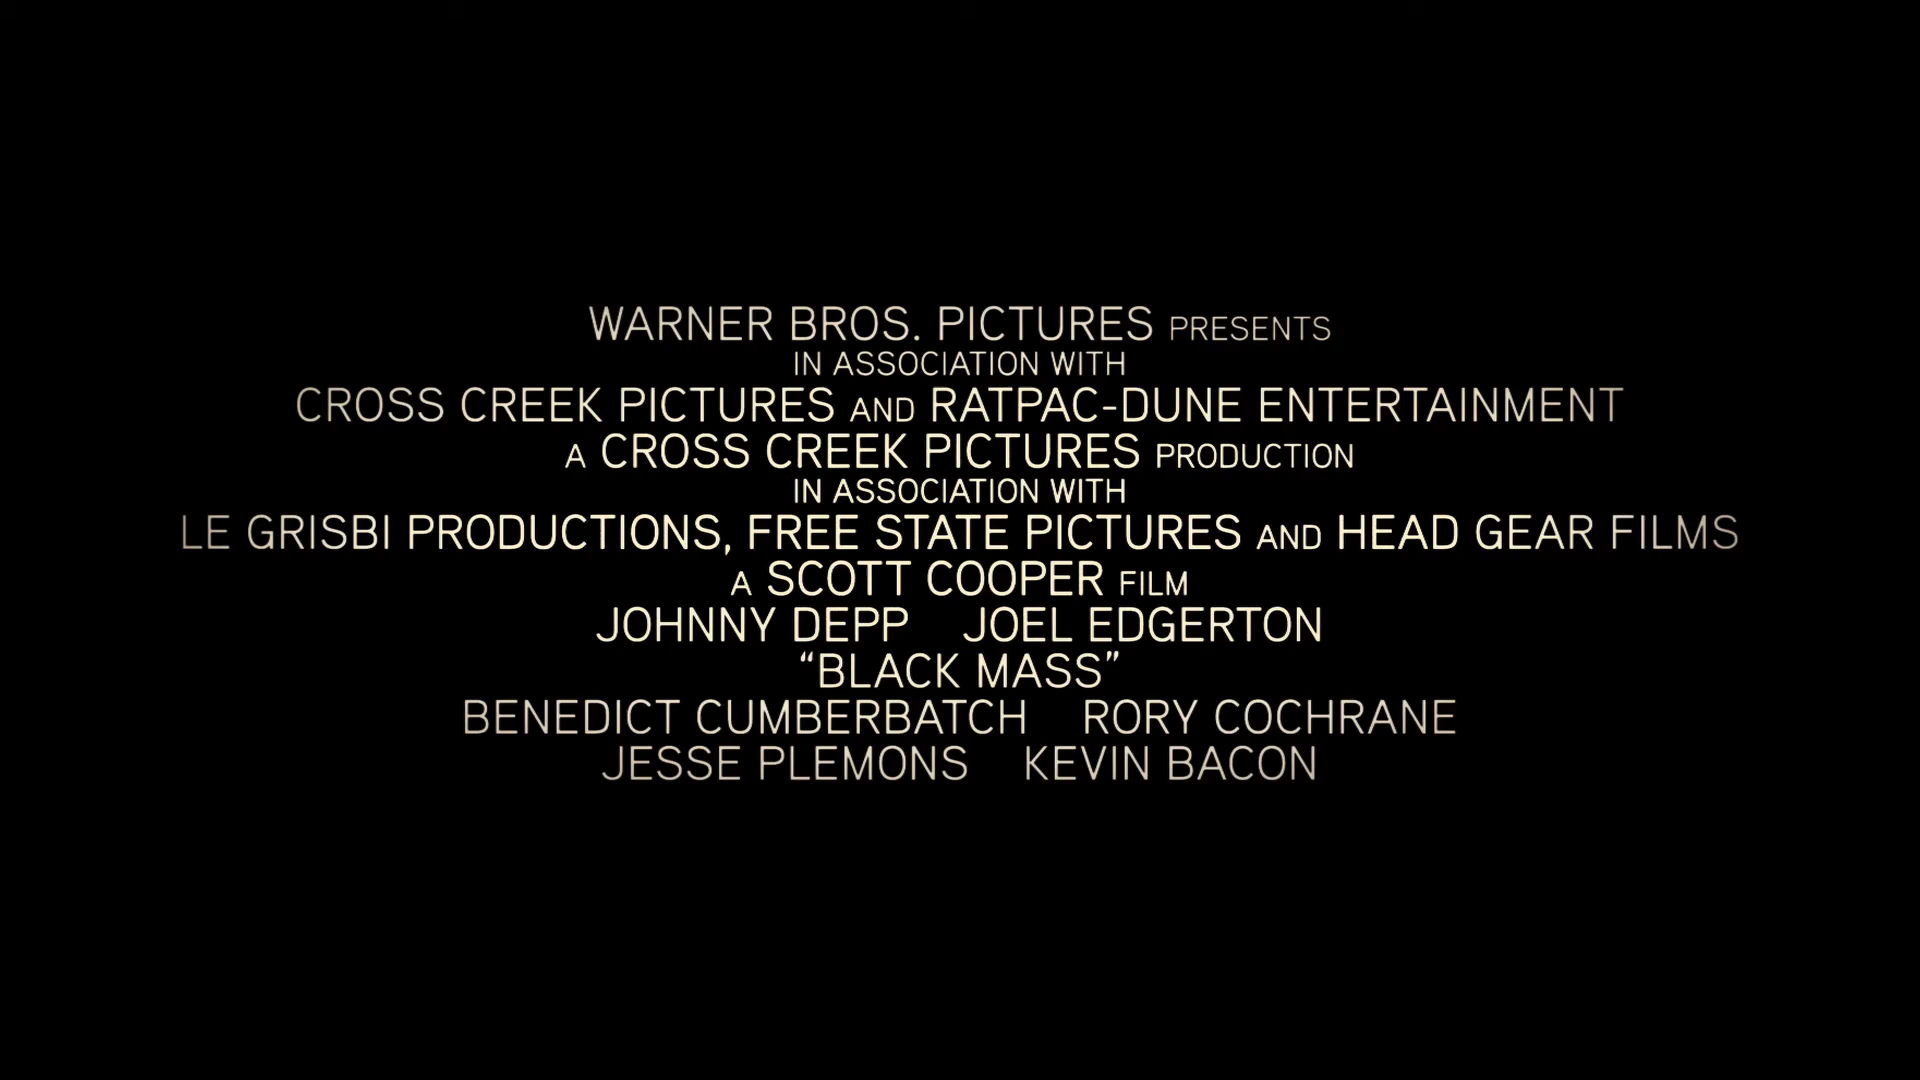 WARNER BROS. PICTURES PRESENTS
IN ASSOCIATION WITH
CROSS CREEK PICTURES AND RATPAC-DUNE ENTERTAINMENT
A CROSS CREEK PICTURES PRODUCTION
IN ASSOCIATION WITH
LE GRISBI PRODUCTIONS, FREE STATE PICTURES AND HEAD GEAR FILMS
A SCOTT COOPER FILM
JOHNNY DEPP JOEL EDGERTON
“BLACK MASS”
BENEDICT CUMBERBATCH RORY COCHRANE
JESSE PLEMONS KEVIN BACON